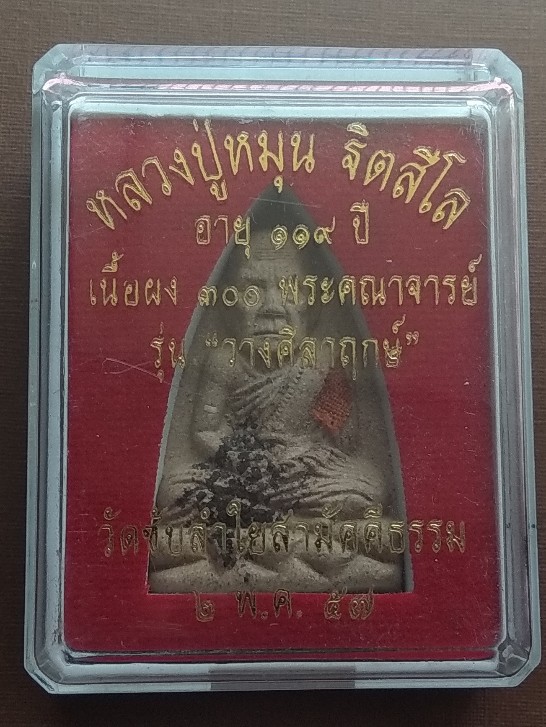 หลวงปู่หมุน ฐิตสีโล
อายุ ๑๑๙ ปี
เนื้อผง ๓๐๑ พระคณาจารย์
รุ่น "วางศิลาฤกษ์"
วัดซับลำใยสามัคคีธรรม
๒ พ.ค. ๕๗